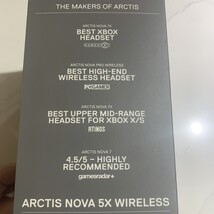 THE MAKERS OF ARCTIS
ARCTIS NOVA 7X
BEST XBOX
HEADSET
ARCTIS NOVA PRO WIRELESS
BEST HIGH-END
WIRELESS HEADSET
PCGAMER
ARCTIS NOVA 7X
BEST UPPER MID-RANGE
HEADSET FOR XBOX X/S
RTINGS
ARCTIS NOVA 7
4.5/5 – HIGHLY
RECOMMENDED
gamesradar+
ARCTIS NOVA 5X WIRELESS